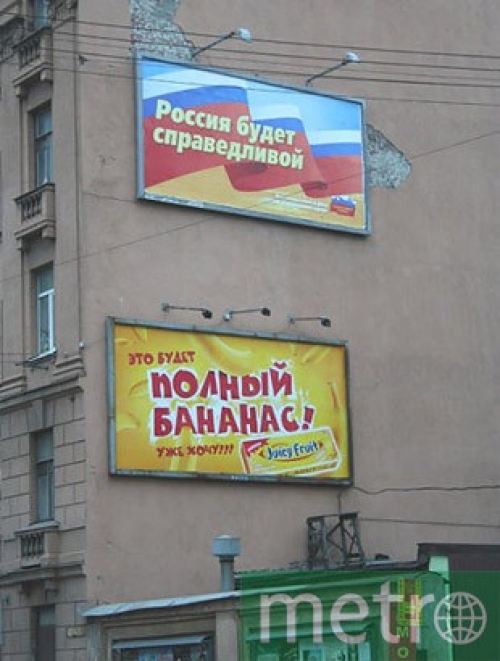 Россия будет
справедливой
ЭТО БУДЕТ
ПОЛНЫЙ
БАНАНАС!
УЖЕ ХОЧУ!!!
Juicy Fruit
metro